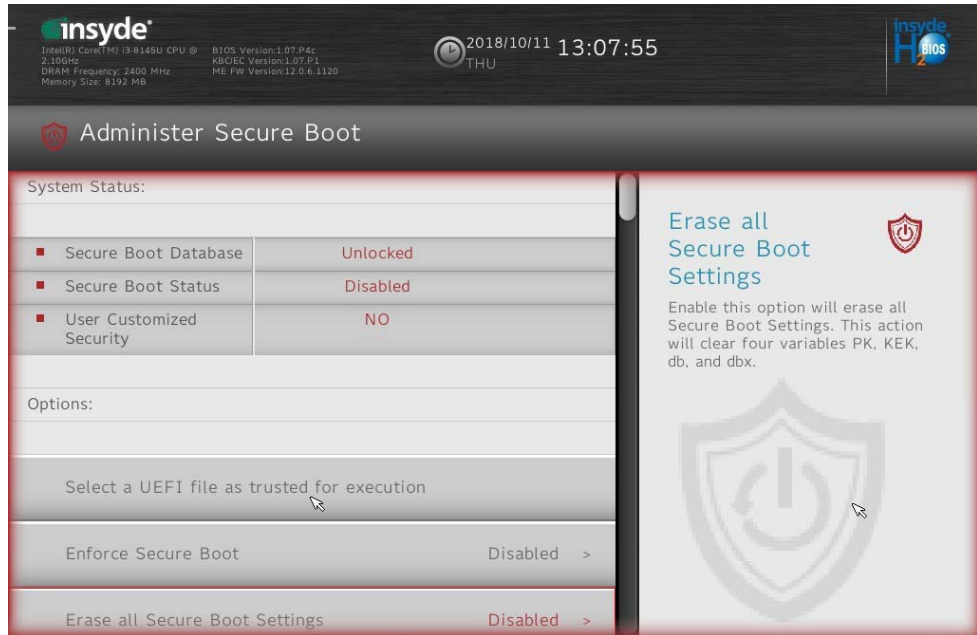 insyde®
Intel(R) Core(TM) i3-8145U CPU @
2.10GHz
DRAM Frequency: 2400 MHz
Memory Size: 8192 MB
BIOS Version:1.07.P4c
KBC/EC Version:1.07.P1
ME FW Version:12.0.6.1120
2018/10/11 13:07:55
THU
insyde
H2BIOS
Administer Secure Boot
System Status:
Secure Boot Database Unlocked
Secure Boot Status Disabled
User Customized NO
Security
Options:
Select a UEFI file as trusted for execution
Enforce Secure Boot Disabled >
Erase all Secure Boot Settings Disabled >
Erase all
Secure Boot
Settings
Enable this option will erase all
Secure Boot Settings. This action
will clear four variables PK, KEK,
db, and dbx.